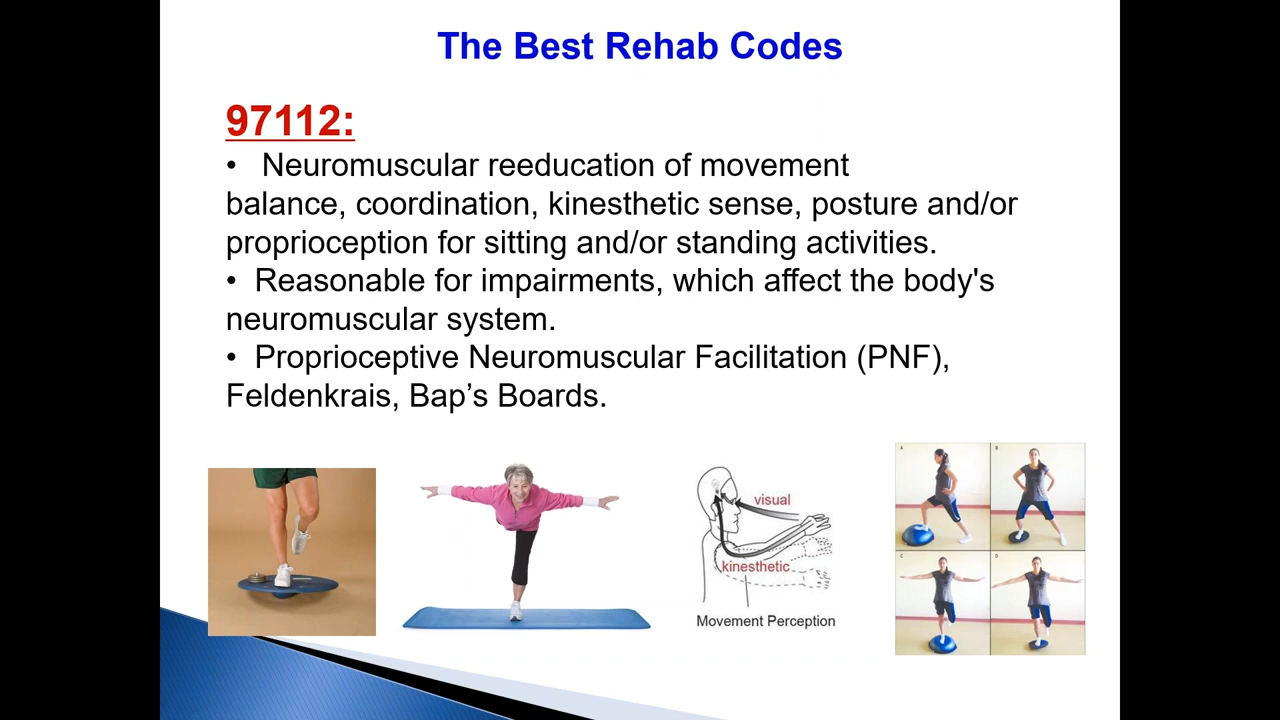 The Best Rehab Codes
97112:
• Neuromuscular reeducation of movement
balance, coordination, kinesthetic sense, posture and/or
proprioception for sitting and/or standing activities.
• Reasonable for impairments, which affect the body's
neuromuscular system.
• Proprioceptive Neuromuscular Facilitation (PNF),
Feldenkrais, Bap’s Boards.
visual
kinesthetic
Movement Perception
A
B
C
D